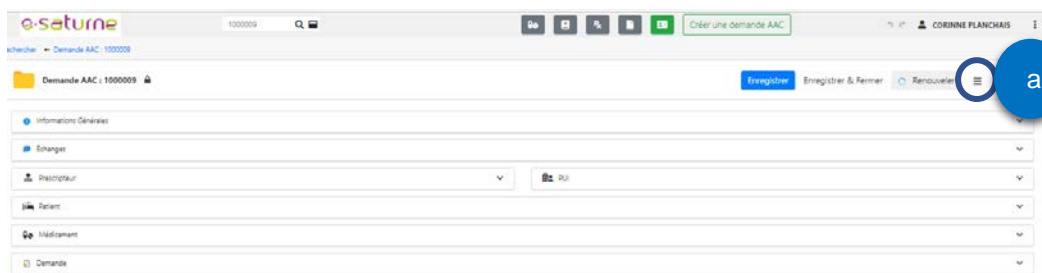 e-saturne 1000009 Créer une demande AAC CORINNE PLANCHAIS
chercher Demande AAC : 1000009
Demande AAC : 1000009 Enregistrer Enregistrer & Fermer Renouveler a
Informations Générales
Échanges
Prescripteur PUI
Patient
Médicament
Demande